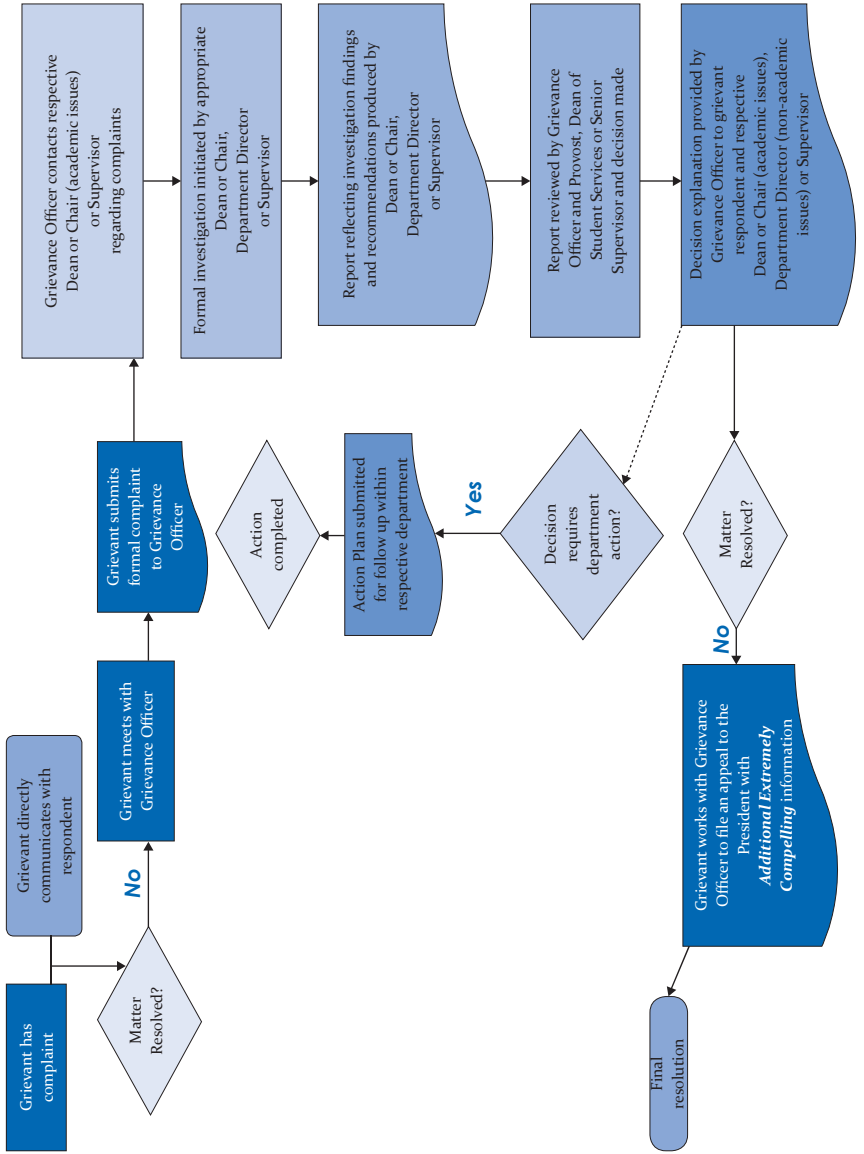 Grievant has
complaint
Grievant directly
communicates with
respondent
Matter
Resolved?
No
Grievant meets with
Grievance Officer
Grievant submits
formal complaint
to Grievance
Officer
Grievance Officer contacts respective
Dean or Chair (academic issues)
or Supervisor
regarding complaints
Formal investigation initiated by appropriate
Dean or Chair,
Department Director
or Supervisor
Report reflecting investigation findings
and recommendations produced by
Dean or Chair,
Department Director
or Supervisor
Report reviewed by Grievance
Officer and Provost, Dean of
Student Services or Senior
Supervisor and decision made
Decision explanation provided by
Grievance Officer to grievant
respondent and respective
Dean or Chair (academic issues),
Department Director (non-academic
issues) or Supervisor
Decision
requires
department
action?
Yes
Action Plan submitted
for follow up within
respective department
Action
completed
Matter
Resolved?
No
Grievant works with Grievance
Officer to file an appeal to the
President with
Additional Extremely
Compelling information
Final
resolution